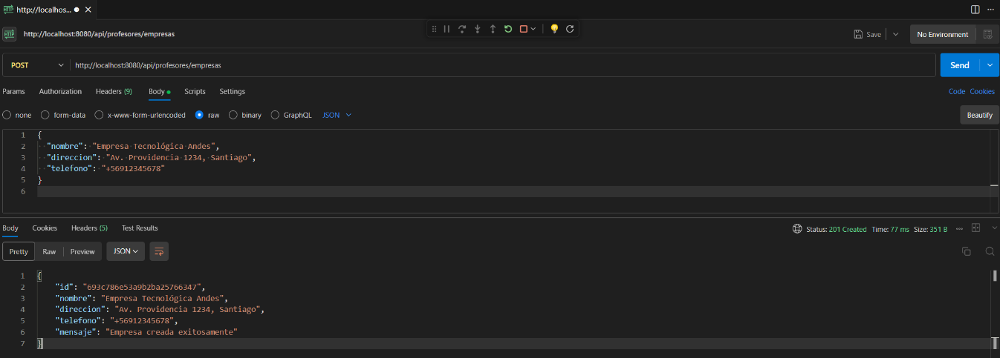 HTTP http://localhos...
HTTP http://localhost:8080/api/profesores/empresas Save No Environment
POST http://localhost:8080/api/profesores/empresas Send
Params Authorization Headers (9) Body Scripts Settings Code Cookies
none form-data x-www-form-urlencoded raw binary GraphQL JSON Beautify
1 {
2 "nombre": "Empresa Tecnológica Andes",
3 "direccion": "Av. Providencia 1234, Santiago",
4 "telefono": "+56912345678"
5 }
6
Body Cookies Headers (5) Test Results Status: 201 Created Time: 77 ms Size: 351 B
Pretty Raw Preview JSON
1 {
2 "id": "693c786e53a9b2ba25766347",
3 "nombre": "Empresa Tecnológica Andes",
4 "direccion": "Av. Providencia 1234, Santiago",
5 "telefono": "+56912345678",
6 "mensaje": "Empresa creada exitosamente"
7 }